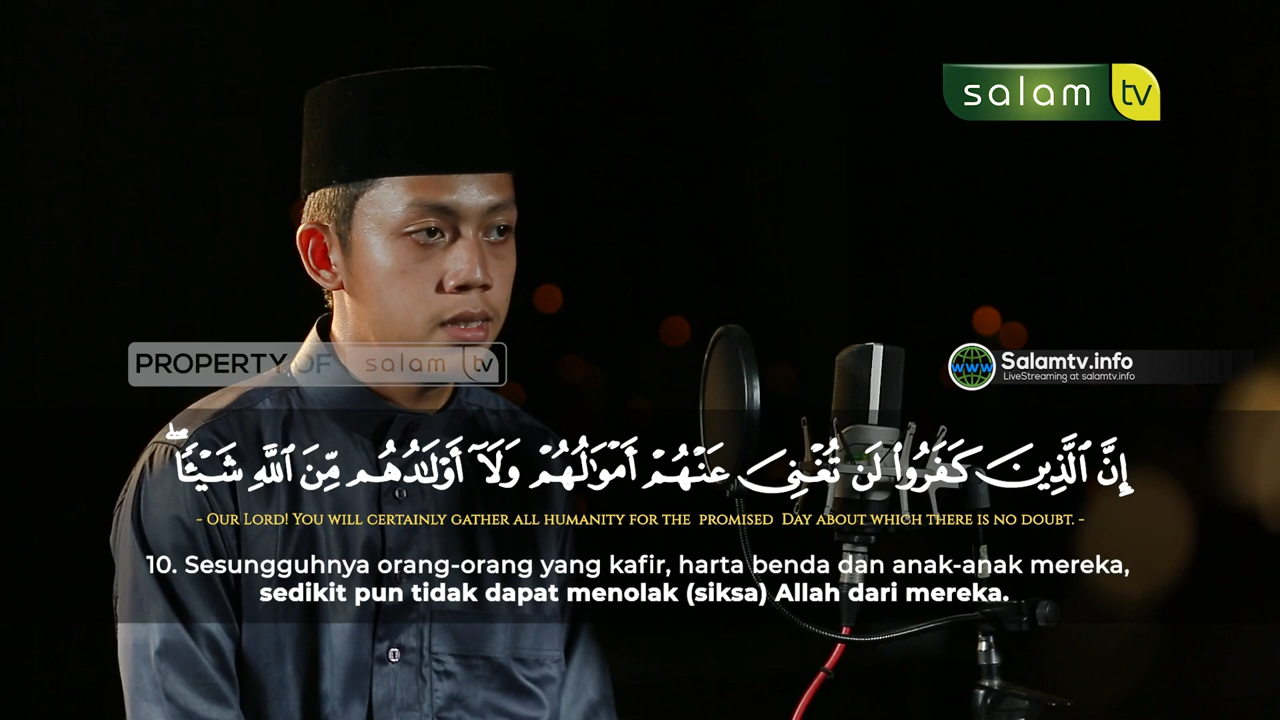 salam tv
PROPERTY OF salam tv
www Salamtv.info
LiveStreaming at salamtv.info
إِنَّ ٱلَّذِينَ كَفَرُوا۟ لَن تُغْنِىَ عَنْهُمْ أَمْوَٰلُهُمْ وَلَآ أَوْلَـٰدُهُم مِّنَ ٱللَّهِ شَيْـًٔا ۖ
- Our Lord! You will certainly gather all humanity for the promised Day about which there is no doubt. -
10. Sesungguhnya orang-orang yang kafir, harta benda dan anak-anak mereka,
sedikit pun tidak dapat menolak (siksa) Allah dari mereka.